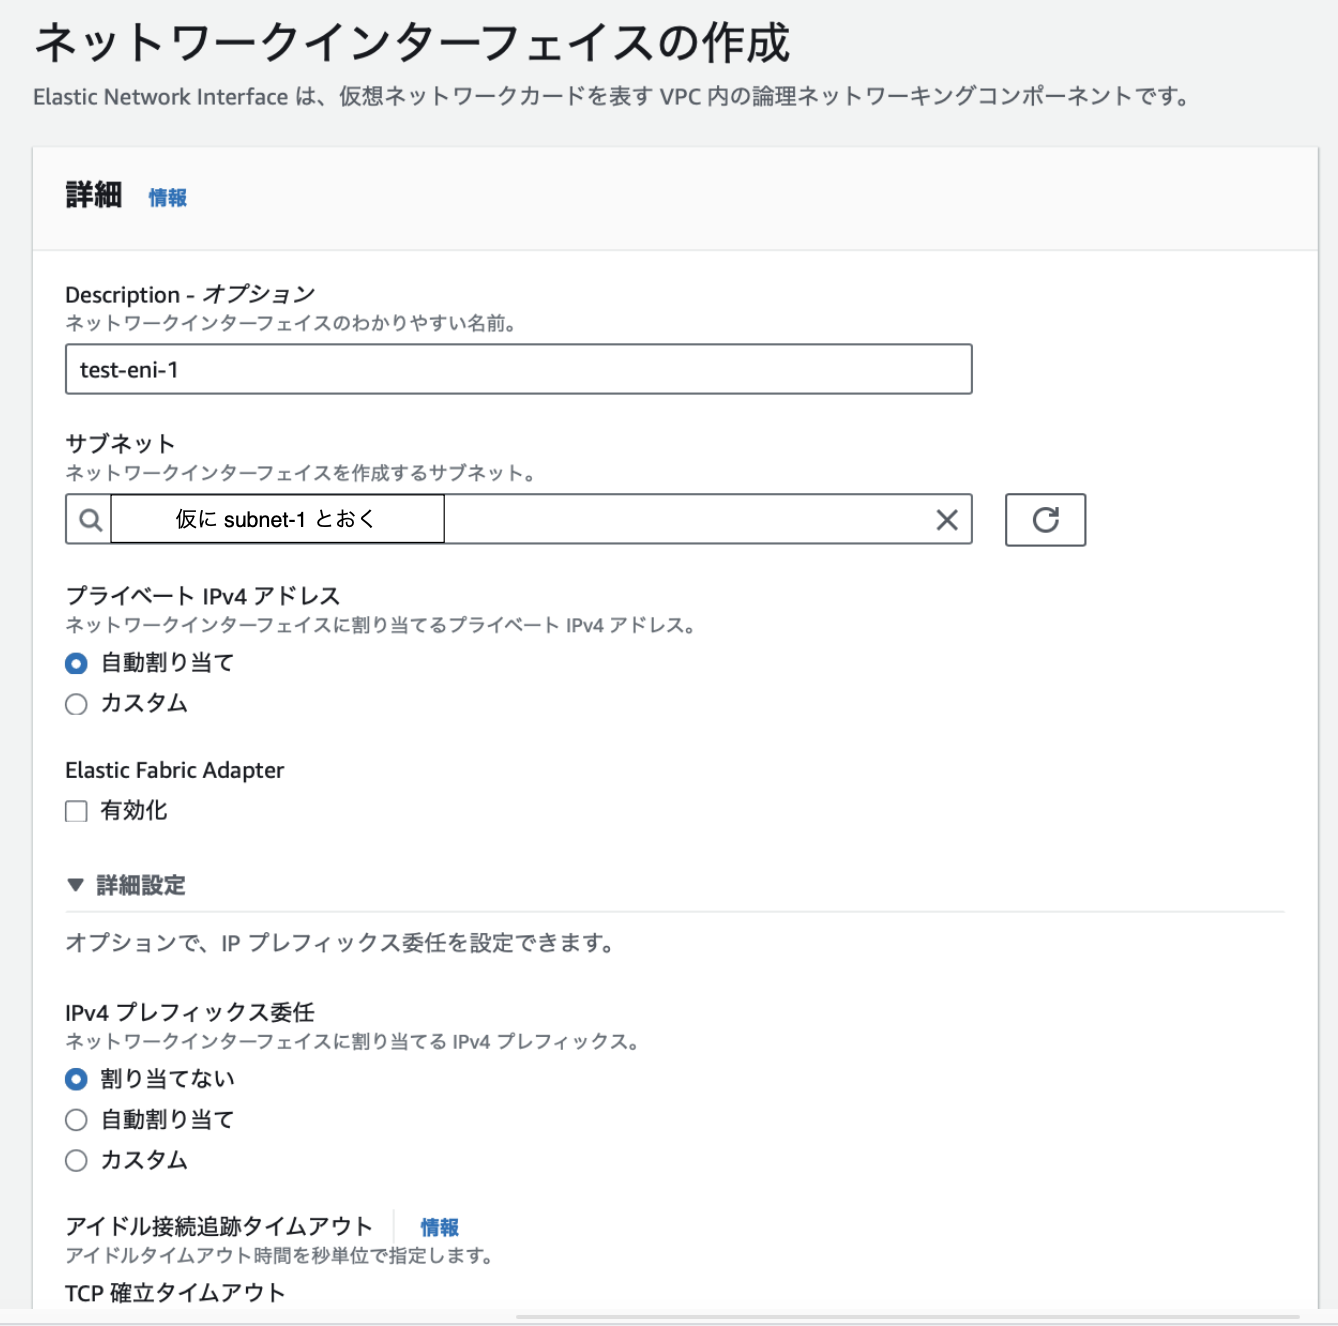 ネットワークインターフェイスの作成
Elastic Network Interface は、仮想ネットワークカードを表す VPC 内の論理ネットワーキングコンポーネントです。
詳細 情報
Description - オプション
ネットワークインターフェイスのわかりやすい名前。
test-eni-1
サブネット
ネットワークインターフェイスを作成するサブネット。
仮に subnet-1 とおく
プライベート IPv4 アドレス
ネットワークインターフェイスに割り当てるプライベート IPv4 アドレス。
自動割り当て
カスタム
Elastic Fabric Adapter
有効化
▼ 詳細設定
オプションで、IP プレフィックス委任を設定できます。
IPv4 プレフィックス委任
ネットワークインターフェイスに割り当てる IPv4 プレフィックス。
割り当てない
自動割り当て
カスタム
アイドル接続追跡タイムアウト 情報
アイドルタイムアウト時間を秒単位で指定します。
TCP 確立タイムアウト